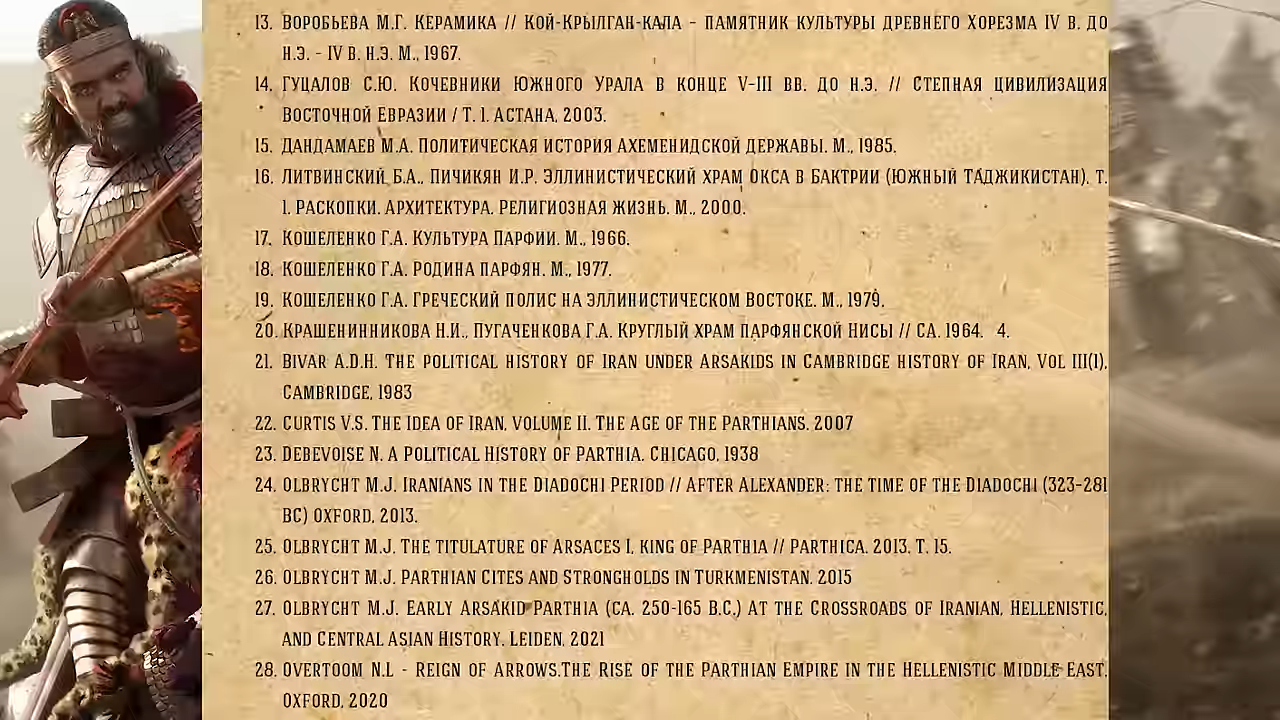 13. Воробьева М.Г. Керамика // Кой-Крылган-кала – памятник культуры древнего Хорезма IV в. до
н.э. - IV в. н.э. М., 1967.
14. Гуцалов С.Ю. Кочевники Южного Урала в конце V-III вв. до н.э. // Степная цивилизация
Восточной Евразии / Т. 1. Астана, 2003.
15. Дандамаев М.А. Политическая история Ахеменидской державы. М., 1985.
16. Литвинский Б.А., Пичикян И.Р. Эллинистический храм Окса в Бактрии (Южный Таджикистан). Т.
1. Раскопки. Архитектура. Религиозная жизнь. М., 2000.
17. Кошеленко Г.А. Культура Парфии. М., 1966.
18. Кошеленко Г.А. Родина парфян. М., 1977.
19. Кошеленко Г.А. Греческий полис на эллинистическом Востоке. М., 1979.
20. Крашенинникова Н.И., Пугаченкова Г.А. Круглый храм парфянской Нисы // СА. 1964. 4.
21. Bivar A.D.H. The political history of Iran under Arsakids in Cambridge history of Iran, Vol III(1),
Cambridge, 1983
22. Curtis V.S. The Idea of Iran, volume II. The Age of the Parthians. 2007
23. Debevoise N. A Political History of Parthia. Chicago, 1938
24. Olbrycht M.J. Iranians in the Diadochi Period // After Alexander: the time of the Diadochi (323-281
BC) Oxford, 2013.
25. Olbrycht M.J. The titulature of Arsaces I, king of Parthia // Parthica. 2013. T. 15.
26. Olbrycht M.J. Parthian Cites and Strongholds in Turkmenistan. 2015
27. Olbrycht M.J. Early Arsakid Parthia (ca. 250-165 B.C.) At the Crossroads of Iranian, Hellenistic,
and Central Asian History. Leiden, 2021
28. Overtoom N.L - Reign of Arrows.The Rise of the Parthian Empire in the Hellenistic Middle East.
Oxford, 2020